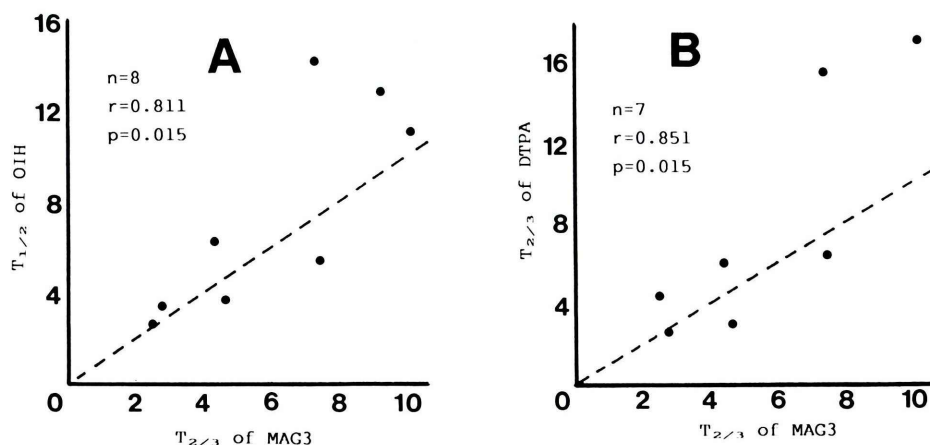 A
n=8
r=0.811
p=0.015
16
12
8
4
0
2
4
6
8
10
T1/2 of OIH
T2/3 of MAG3
B
n=7
r=0.851
p=0.015
16
12
8
4
0
2
4
6
8
10
T2/3 of DTPA
T2/3 of MAG3